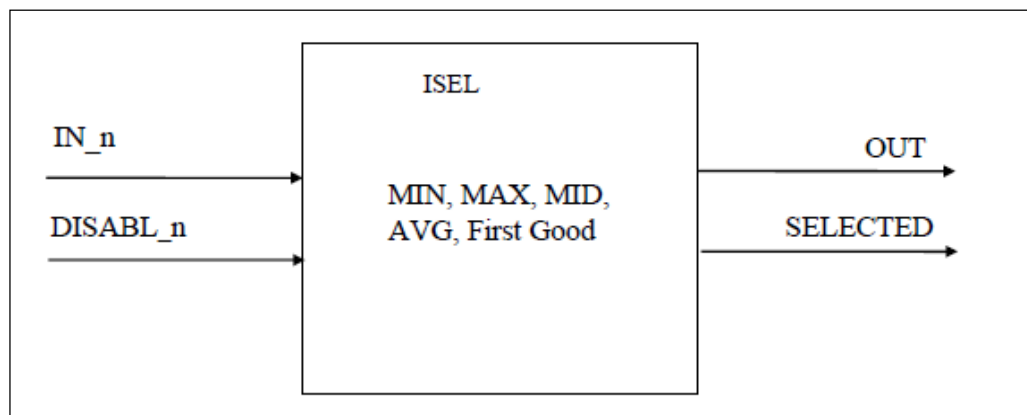 ISEL
IN_n
OUT
MIN, MAX, MID,
AVG, First Good
DISABL_n
SELECTED